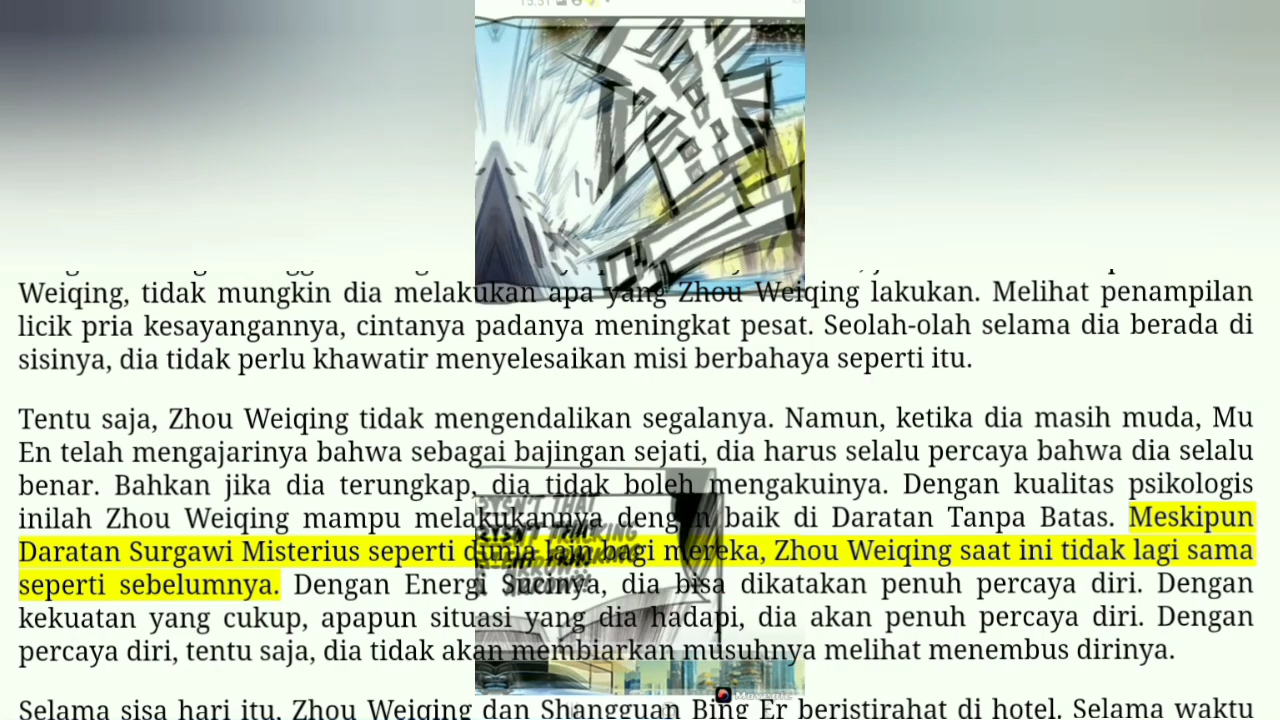 15.51
Weiqing, tidak mungkin dia melakukan apa yang Zhou Weiqing lakukan. Melihat penampilan
licik pria kesayangannya, cintanya padanya meningkat pesat. Seolah-olah selama dia berada di
sisinya, dia tidak perlu khawatir menyelesaikan misi berbahaya seperti itu.
Tentu saja, Zhou Weiqing tidak mengendalikan segalanya. Namun, ketika dia masih muda, Mu
En telah mengajarinya bahwa sebagai bajingan sejati, dia harus selalu percaya bahwa dia selalu
benar. Bahkan jika dia terungkap, dia tidak boleh mengakuinya. Dengan kualitas psikologis
inilah Zhou Weiqing mampu melakukannya dengan baik di Daratan Tanpa Batas. Meskipun
Daratan Surgawi Misterius seperti dunia lain bagi mereka, Zhou Weiqing saat ini tidak lagi sama
seperti sebelumnya. Dengan Energi Sucinya, dia bisa dikatakan penuh percaya diri. Dengan
kekuatan yang cukup, apapun situasi yang dia hadapi, dia akan penuh percaya diri. Dengan
percaya diri, tentu saja, dia tidak akan membiarkan musuhnya melihat menembus dirinya.
Selama sisa hari itu, Zhou Weiqing dan Shangguan Bing Er beristirahat di hotel. Selama waktu